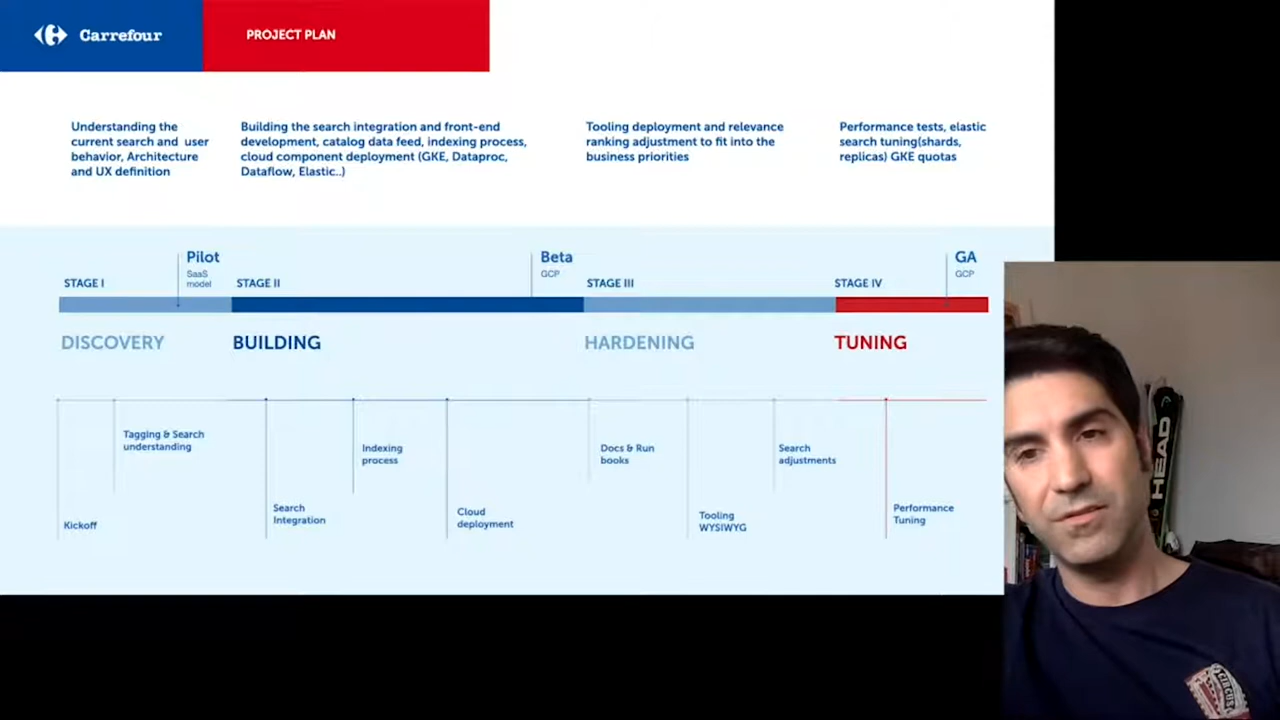 Carrefour
PROJECT PLAN
Understanding the
current search and user
behavior, Architecture
and UX definition
Building the search integration and front-end
development, catalog data feed, indexing process,
cloud component deployment (GKE, Dataproc,
Dataflow, Elastic..)
Tooling deployment and relevance
ranking adjustment to fit into the
business priorities
Performance tests, elastic
search tuning(shards,
replicas) GKE quotas
STAGE I
Pilot
SaaS
model
STAGE II
Beta
GCP
STAGE III
STAGE IV
GA
GCP
DISCOVERY
BUILDING
HARDENING
TUNING
Kickoff
Tagging & Search
understanding
Search
Integration
Indexing
process
Cloud
deployment
Docs & Run
books
Tooling
WYSIWYG
Search
adjustments
Performance
Tuning
HEAD
CIRCUS